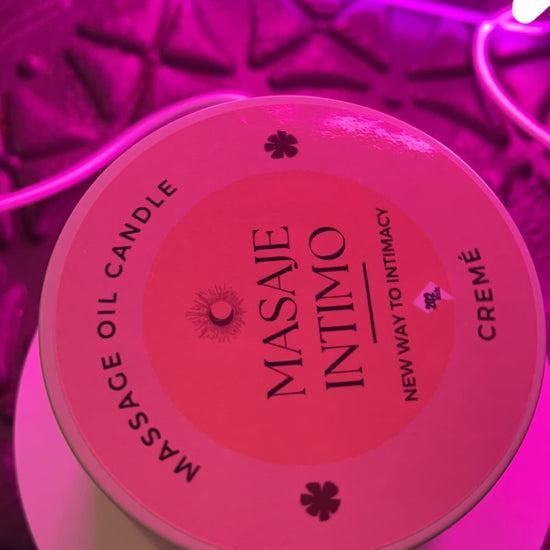 MASSAGE OIL CANDLE
MASAJE
INTIMO
NEW WAY TO INTIMACY
CREMÉ